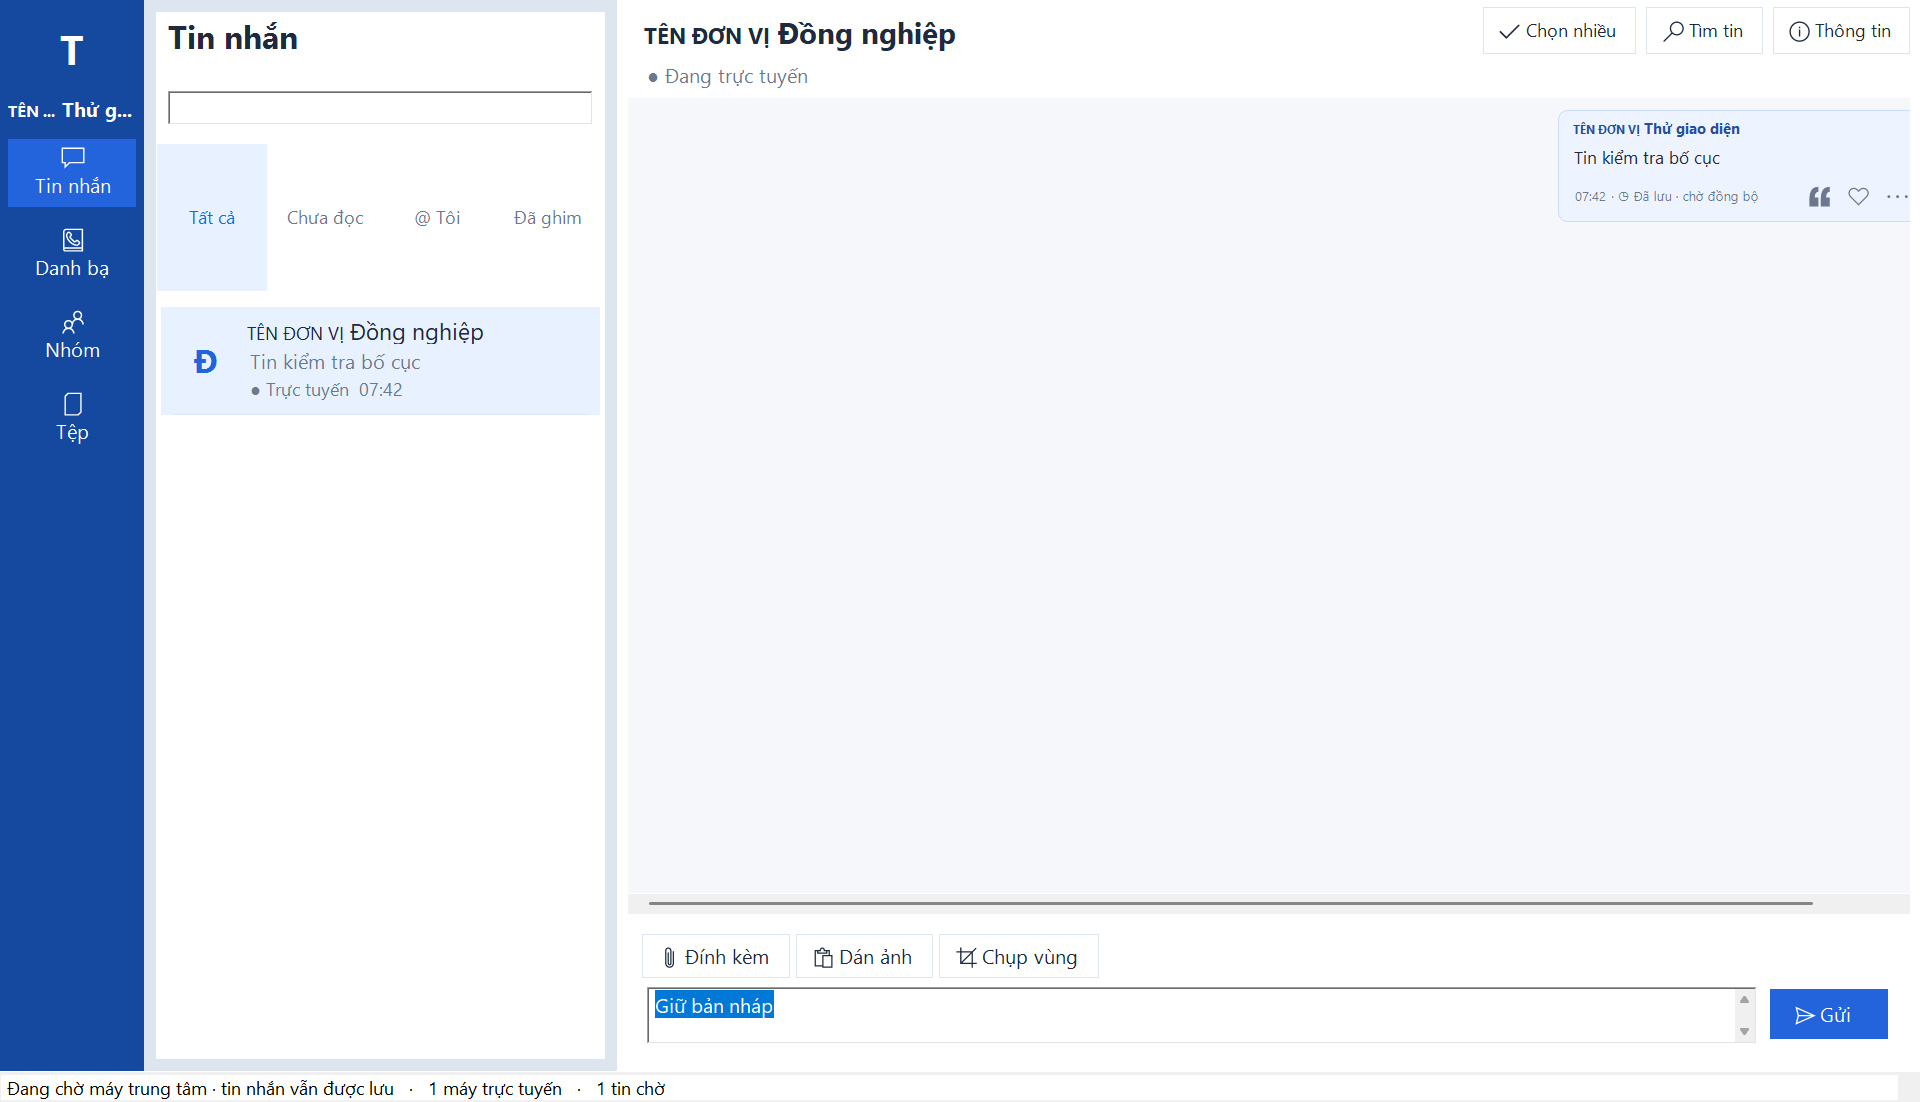 T
TÊN ... Thử g...
Tin nhắn
Danh bạ
Nhóm
Tệp
Tin nhắn
Tất cả
Chưa đọc
@ Tôi
Đã ghim
Đ
TÊN ĐƠN VỊ Đồng nghiệp
Tin kiểm tra bố cục
● Trực tuyến 07:42
TÊN ĐƠN VỊ Đồng nghiệp
● Đang trực tuyến
Chọn nhiều
Tìm tin
Thông tin
TÊN ĐƠN VỊ Thử giao diện
Tin kiểm tra bố cục
07:42 · ◷ Đã lưu · chờ đồng bộ
Đính kèm
Dán ảnh
Chụp vùng
Giữ bản nháp
Gửi
Đang chờ máy trung tâm · tin nhắn vẫn được lưu · 1 máy trực tuyến · 1 tin chờ